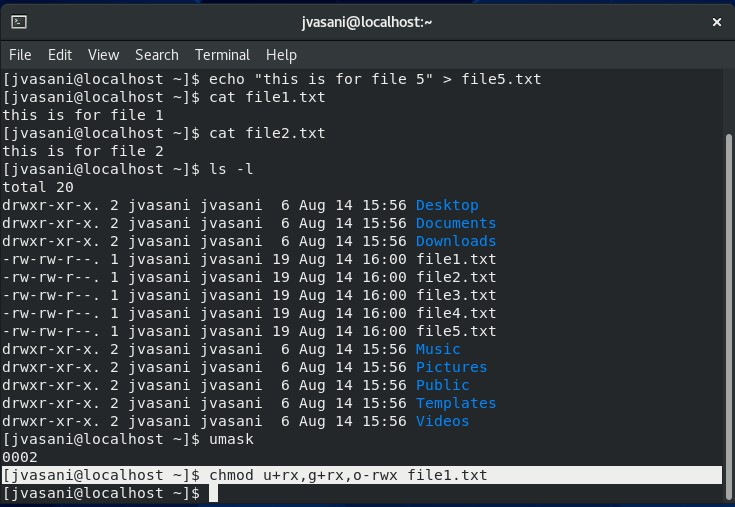 jvasani@localhost:~
File Edit View Search Terminal Help
[jvasani@localhost ~]$ echo "this is for file 5" > file5.txt
[jvasani@localhost ~]$ cat file1.txt
this is for file 1
[jvasani@localhost ~]$ cat file2.txt
this is for file 2
[jvasani@localhost ~]$ ls -l
total 20
drwxr-xr-x. 2 jvasani jvasani  6 Aug 14 15:56 Desktop
drwxr-xr-x. 2 jvasani jvasani  6 Aug 14 15:56 Documents
drwxr-xr-x. 2 jvasani jvasani  6 Aug 14 15:56 Downloads
-rw-rw-r--. 1 jvasani jvasani 19 Aug 14 16:00 file1.txt
-rw-rw-r--. 1 jvasani jvasani 19 Aug 14 16:00 file2.txt
-rw-rw-r--. 1 jvasani jvasani 19 Aug 14 16:00 file3.txt
-rw-rw-r--. 1 jvasani jvasani 19 Aug 14 16:00 file4.txt
-rw-rw-r--. 1 jvasani jvasani 19 Aug 14 16:00 file5.txt
drwxr-xr-x. 2 jvasani jvasani  6 Aug 14 15:56 Music
drwxr-xr-x. 2 jvasani jvasani  6 Aug 14 15:56 Pictures
drwxr-xr-x. 2 jvasani jvasani  6 Aug 14 15:56 Public
drwxr-xr-x. 2 jvasani jvasani  6 Aug 14 15:56 Templates
drwxr-xr-x. 2 jvasani jvasani  6 Aug 14 15:56 Videos
[jvasani@localhost ~]$ umask
0002
[jvasani@localhost ~]$ chmod u+rx,g+rx,o-rwx file1.txt
[jvasani@localhost ~]$